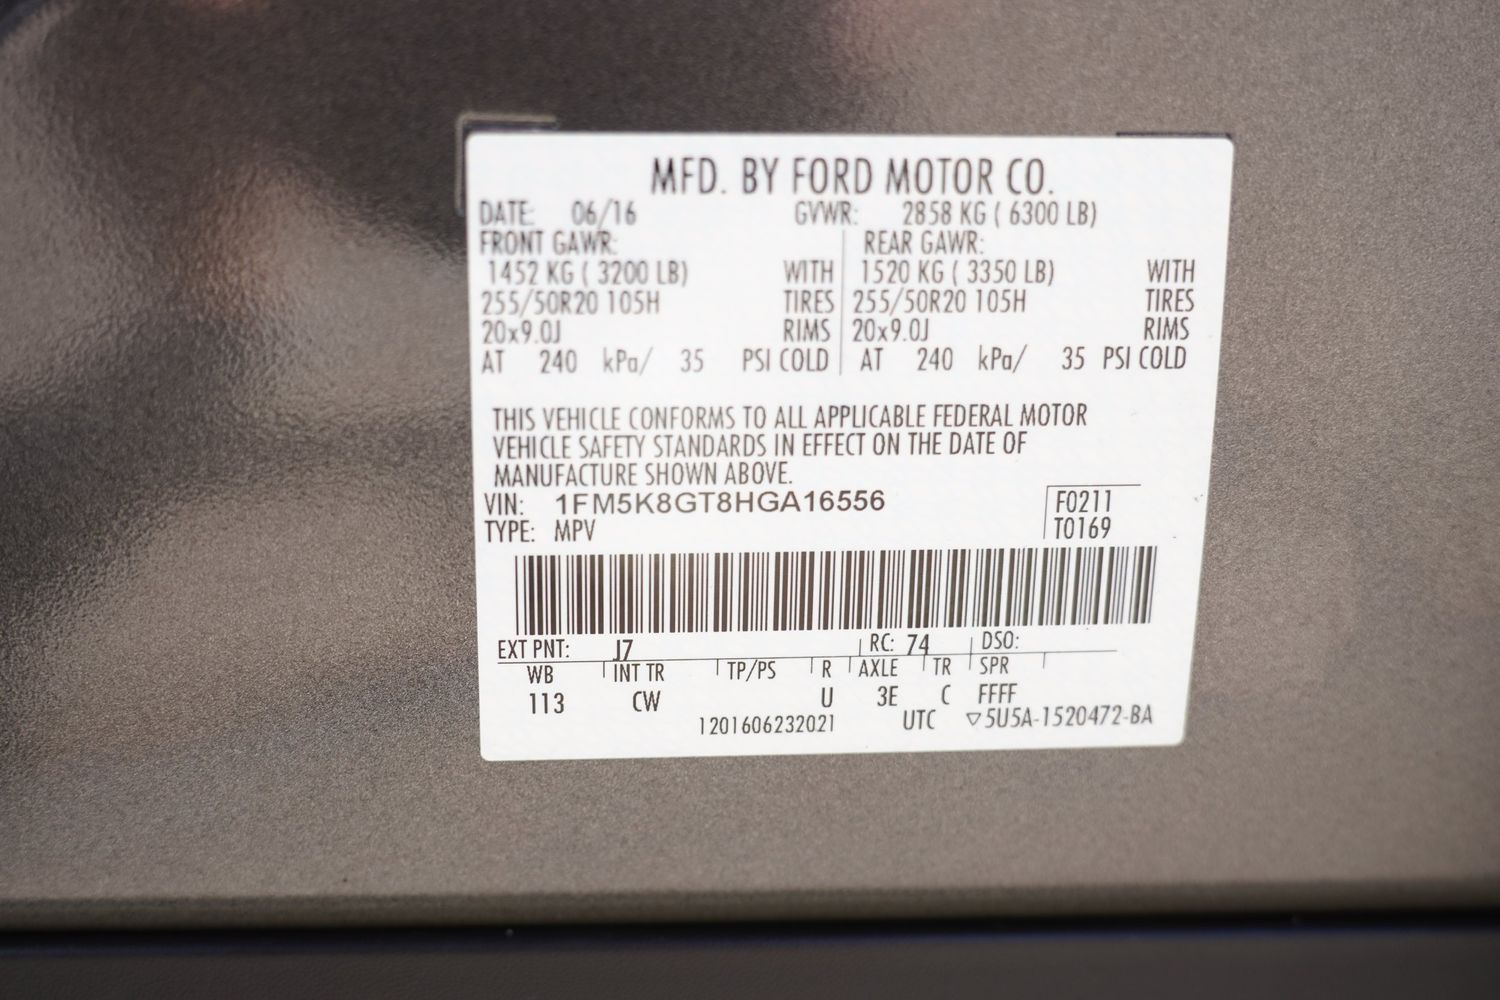 MFD. BY FORD MOTOR CO.
DATE: 06/16 GVWR: 2858 KG ( 6300 LB)
FRONT GAWR: REAR GAWR:
1452 KG ( 3200 LB) WITH 1520 KG ( 3350 LB) WITH
255/50R20 105H TIRES 255/50R20 105H TIRES
20x9.0J RIMS 20x9.0J RIMS
AT 240 kPa/ 35 PSI COLD AT 240 kPa/ 35 PSI COLD
THIS VEHICLE CONFORMS TO ALL APPLICABLE FEDERAL MOTOR
VEHICLE SAFETY STANDARDS IN EFFECT ON THE DATE OF
MANUFACTURE SHOWN ABOVE.
VIN: 1FM5K8GT8HGA16556 F0211
TYPE: MPV T0169
EXT PNT: J7 RC: 74 DSO:
WB INT TR TP/PS R AXLE TR SPR
113 CW U 3E C FFFF
1201606232021 UTC ▽5U5A-1520472-BA